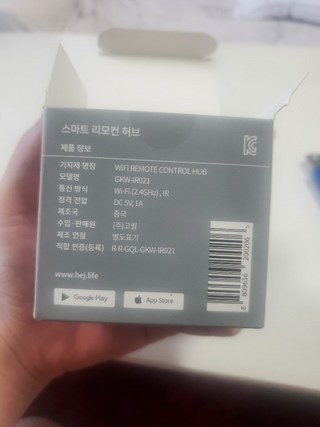 스마트 리모컨 허브
제품 정보
기자재 명칭 WiFi REMOTE CONTROL HUB
모델명 GKW-IR021
통신 방식 Wi-Fi (2.4GHz) , IR
정격 전압 DC 5V, 1A
제조국 중국
수입·판매원 (주)고퀄
제조 연월 별도표기
적합 인증(등록) R-R-GQL-GKW-IR021
www.hej.life
Google Play
App Store
8 809656 200206